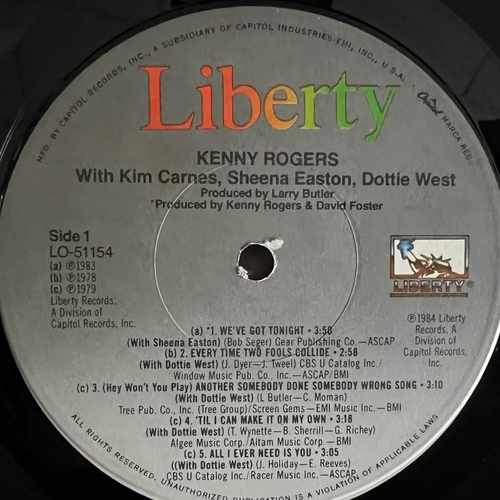 MFD. BY CAPITOL RECORDS, INC., A SUBSIDIARY OF CAPITOL INDUSTRIES-EMI, INC., U.S.A.
MARCA REG.
Liberty
KENNY ROGERS
With Kim Carnes, Sheena Easton, Dottie West
Produced by Larry Butler
*Produced by Kenny Rogers & David Foster
Side 1
LO-51154
(a) ℗1983
(b) ℗1978
(c) ℗1979
Liberty Records;
A Division of
Capitol Records, Inc.
LIBERTY
℗1984 Liberty
Records, A
Division of
Capitol Records, Inc.
(a) *1. WE'VE GOT TONIGHT • 3:58
(With Sheena Easton) (Bob Seger) Gear Publishing Co.—ASCAP
(b) 2. EVERY TIME TWO FOOLS COLLIDE • 2:58
(With Dottie West) (J. Dyer—J. Tweel) CBS U Catalog Inc./
Window Music Pub. Co., Inc.—ASCAP/BMI
(c) 3. (Hey Won't You Play) ANOTHER SOMEBODY DONE SOMEBODY WRONG SONG • 3:10
(With Dottie West) (L Butler—C. Moman)
Tree Pub. Co., Inc. (Tree Group)/Screen Gems—EMI Music Inc.—BMI
(c) 4. 'TIL I CAN MAKE IT ON MY OWN • 3:18
(With Dottie West) (T. Wynette—B. Sherrill—G. Richey)
Algee Music Corp./Altam Music Corp.—BMI
(c) 5. ALL I EVER NEED IS YOU • 3:05
((With Dottie West) (J. Holiday—E. Reeves)
CBS U Catalog Inc./Racer Music Inc.—ASCAP
ALL RIGHTS RESERVED. UNAUTHORIZED DUPLICATION IS A VIOLATION OF APPLICABLE LAWS